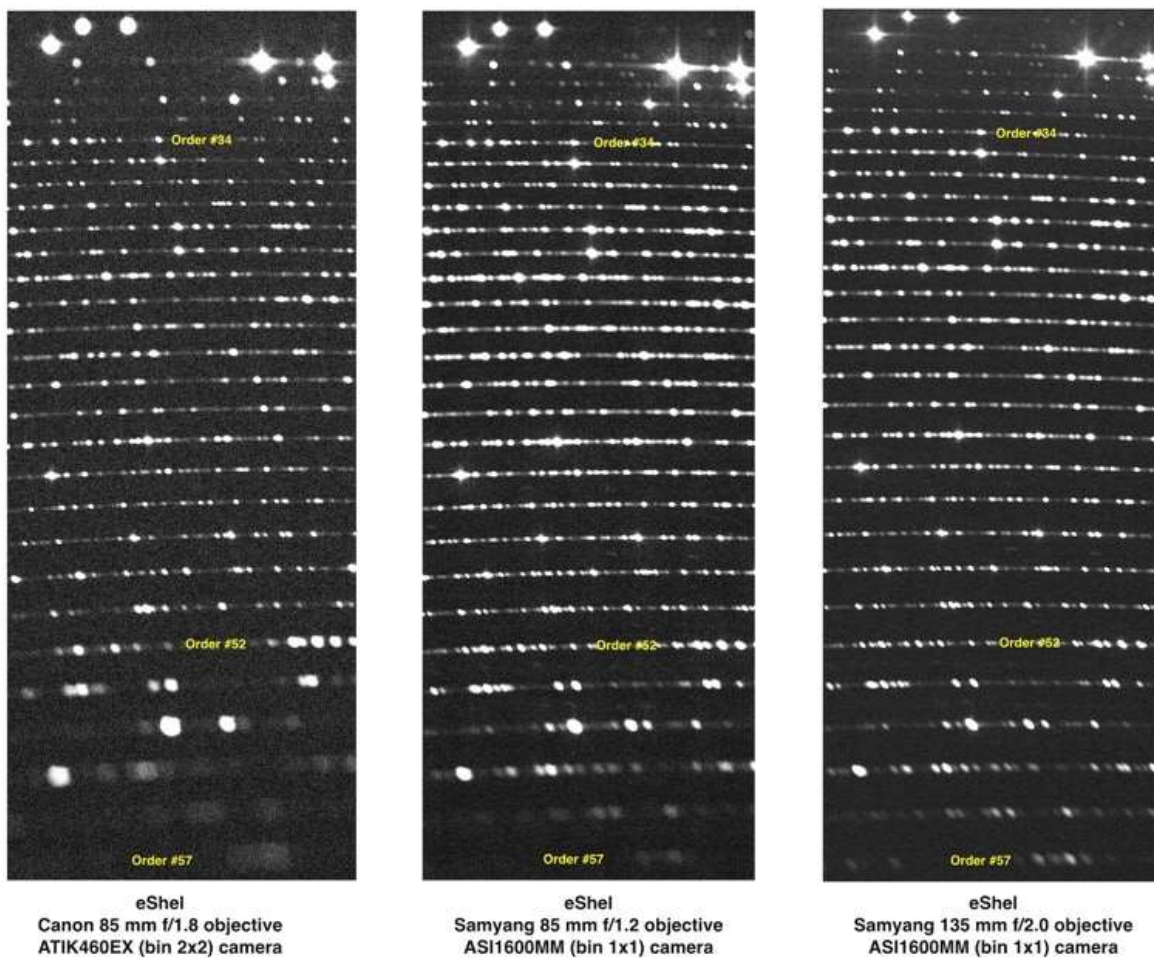 Order #34
Order #52
Order #57
eShel
Canon 85 mm f/1.8 objective
ATIK460EX (bin 2x2) camera
Order #34
Order #52
Order #57
eShel
Samyang 85 mm f/1.2 objective
ASI1600MM (bin 1x1) camera
Order #34
Order #52
Order #57
eShel
Samyang 135 mm f/2.0 objective
ASI1600MM (bin 1x1) camera